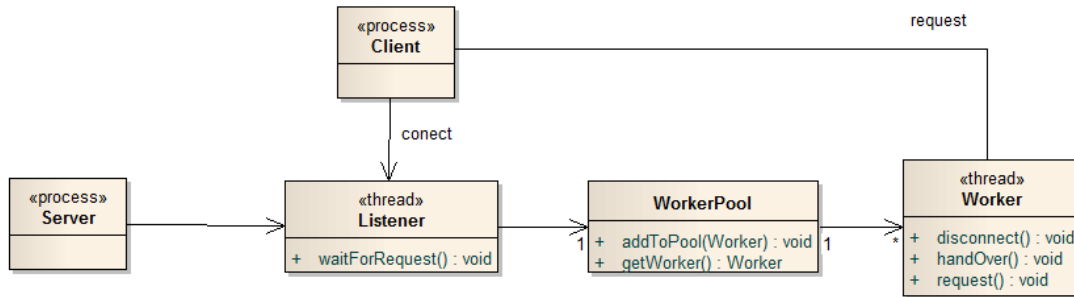 «process»
Client
request
conect
«process»
Server
«thread»
Listener
+ waitForRequest() : void
WorkerPool
1
+ addToPool(Worker) : void
+ getWorker() : Worker
1
*
«thread»
Worker
+ disconnect() : void
+ handOver() : void
+ request() : void